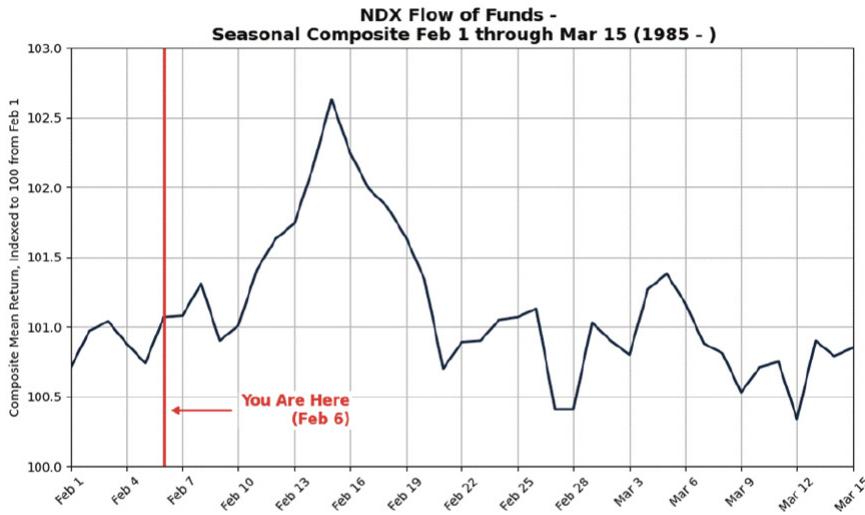 NDX Flow of Funds -
Seasonal Composite Feb 1 through Mar 15 (1985 - )
Composite Mean Return, Indexed to 100 from Feb 1
103.0
102.5
102.0
101.5
101.0
100.5
100.0
You Are Here
(Feb 6)
Feb 1
Feb 4
Feb 7
Feb 10
Feb 13
Feb 16
Feb 19
Feb 22
Feb 25
Feb 28
Mar 3
Mar 6
Mar 9
Mar 12
Mar 15